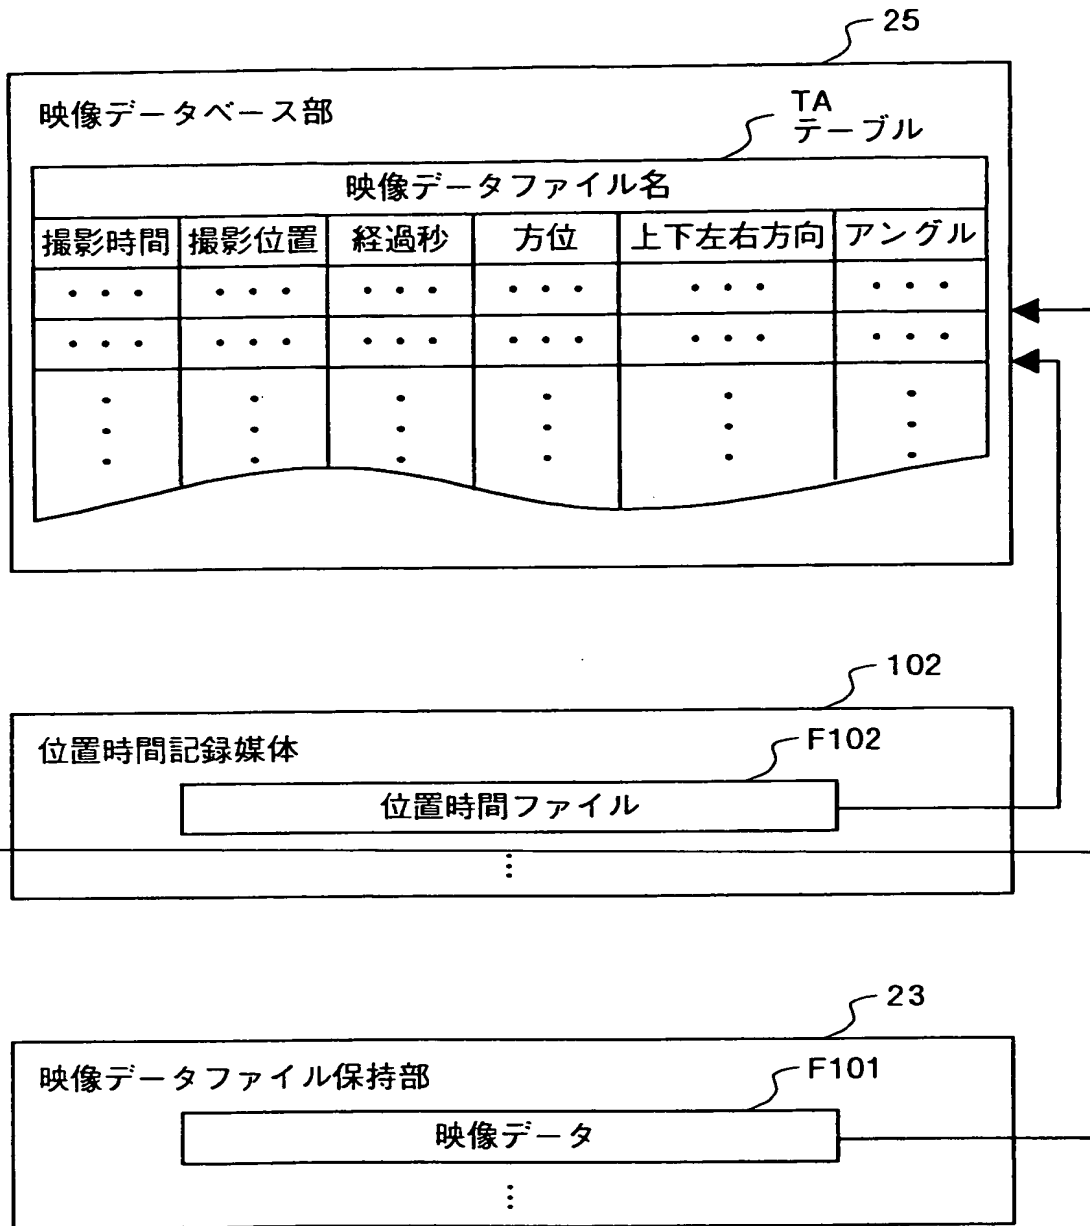 25
映像データベース部
TA
テーブル
映像データファイル名
撮影時間 撮影位置 経過秒 方位 上下左右方向 アングル
・・・ ・・・ ・・・ ・・・ ・・・ ・・・
・・・ ・・・ ・・・ ・・・ ・・・ ・・・
102
位置時間記録媒体
F102
位置時間ファイル
23
映像データファイル保持部
F101
映像データ